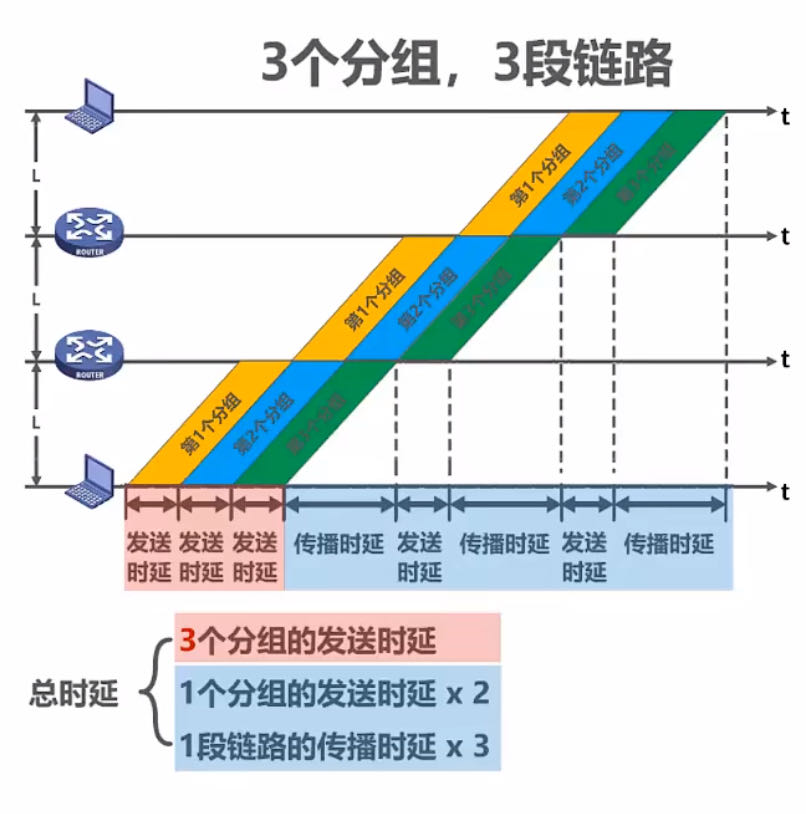 3个分组，3段链路
t
L
第1个分组
第2个分组
第3个分组
ROUTER
t
L
第1个分组
第2个分组
第3个分组
ROUTER
t
L
第1个分组
第2个分组
第3个分组
t
发送时延
发送时延
发送时延
传播时延
发送时延
传播时延
发送时延
传播时延
总时延
3个分组的发送时延
1个分组的发送时延 x 2
1段链路的传播时延 x 3